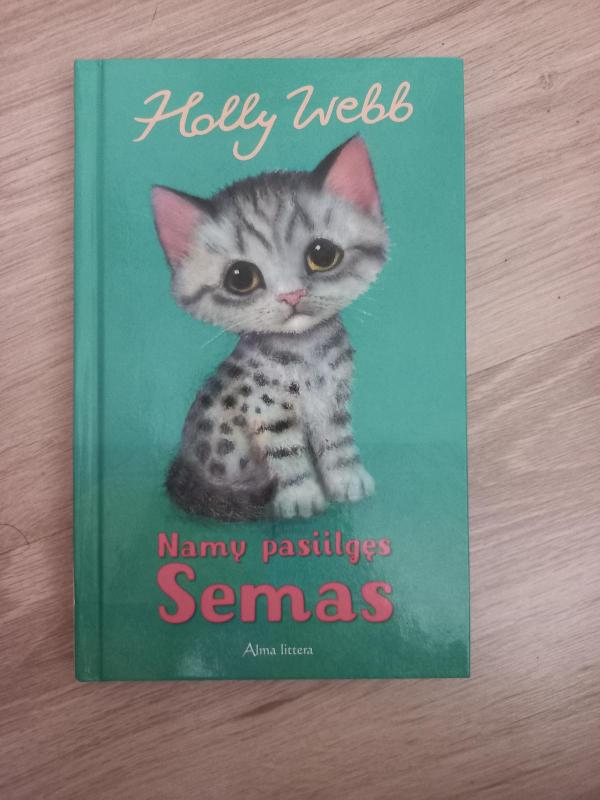 Holly Webb
Namų pasiilgęs
Semas
Alma littera